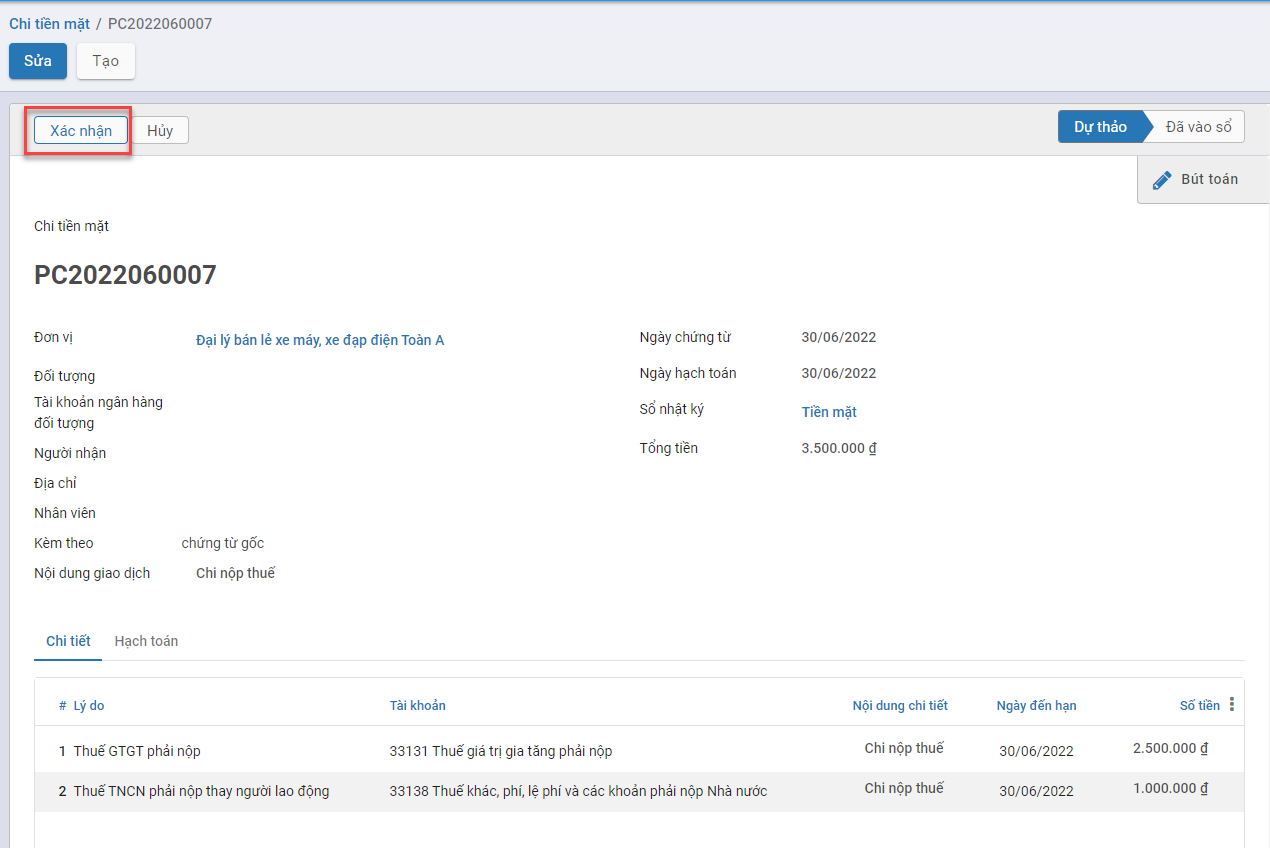 Chi tiền mặt / PC2022060007
Sửa Tạo
Xác nhận Hủy Dự thảo Đã vào sổ
Bút toán
Chi tiền mặt
PC2022060007
Đơn vị Đại lý bán lẻ xe máy, xe đạp điện Toàn A Ngày chứng từ 30/06/2022
Đối tượng Ngày hạch toán 30/06/2022
Tài khoản ngân hàng
đối tượng
Sổ nhật ký Tiền mặt
Người nhận Tổng tiền 3.500.000 ₫
Địa chỉ
Nhân viên
Kèm theo chứng từ gốc
Nội dung giao dịch Chi nộp thuế
Chi tiết Hạch toán
# Lý do Tài khoản Nội dung chi tiết Ngày đến hạn Số tiền
1 Thuế GTGT phải nộp 33131 Thuế giá trị gia tăng phải nộp Chi nộp thuế 30/06/2022 2.500.000 ₫
2 Thuế TNCN phải nộp thay người lao động 33138 Thuế khác, phí, lệ phí và các khoản phải nộp Nhà nước Chi nộp thuế 30/06/2022 1.000.000 ₫